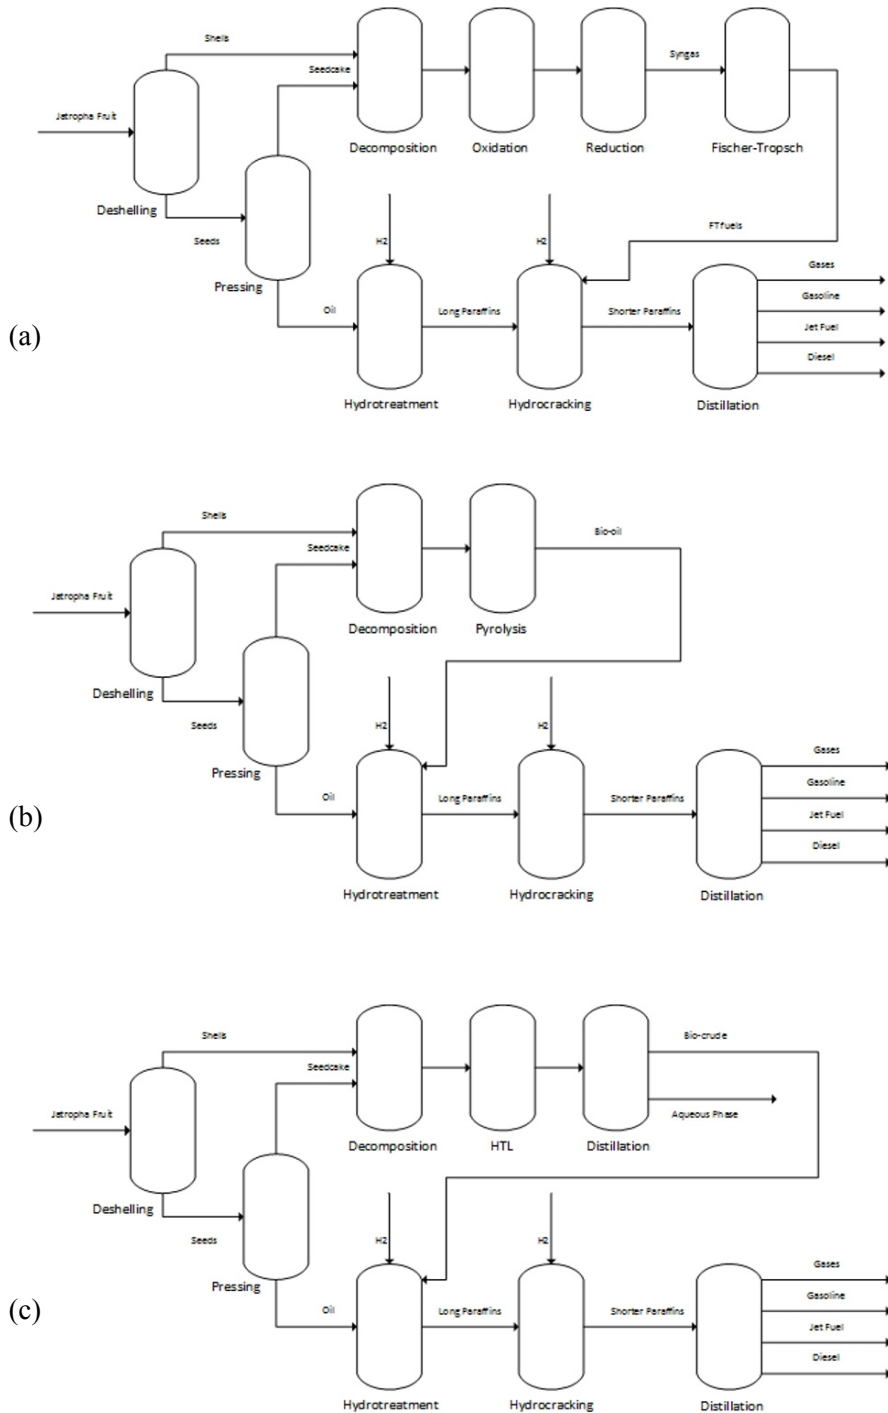 Shells
Seedcake
Syngas
Jatropha Fruit
Decomposition
Oxidation
Reduction
Fischer-Tropsch
Deshelling
Seeds
H2
H2
FT fuels
Pressing
Oil
Long Paraffins
Shorter Paraffins
Gases
Gasoline
Jet Fuel
Diesel
(a)
Hydrotreatment
Hydrocracking
Distillation
Shells
Seedcake
Bio-oil
Jatropha Fruit
Decomposition
Pyrolysis
Deshelling
Seeds
H2
H2
Pressing
Oil
Long Paraffins
Shorter Paraffins
Gases
Gasoline
Jet Fuel
Diesel
(b)
Hydrotreatment
Hydrocracking
Distillation
Shells
Seedcake
Bio-crude
Jatropha Fruit
Aqueous Phase
Decomposition
HTL
Distillation
Deshelling
Seeds
H2
H2
Pressing
Oil
Long Paraffins
Shorter Paraffins
Gases
Gasoline
Jet Fuel
Diesel
(c)
Hydrotreatment
Hydrocracking
Distillation